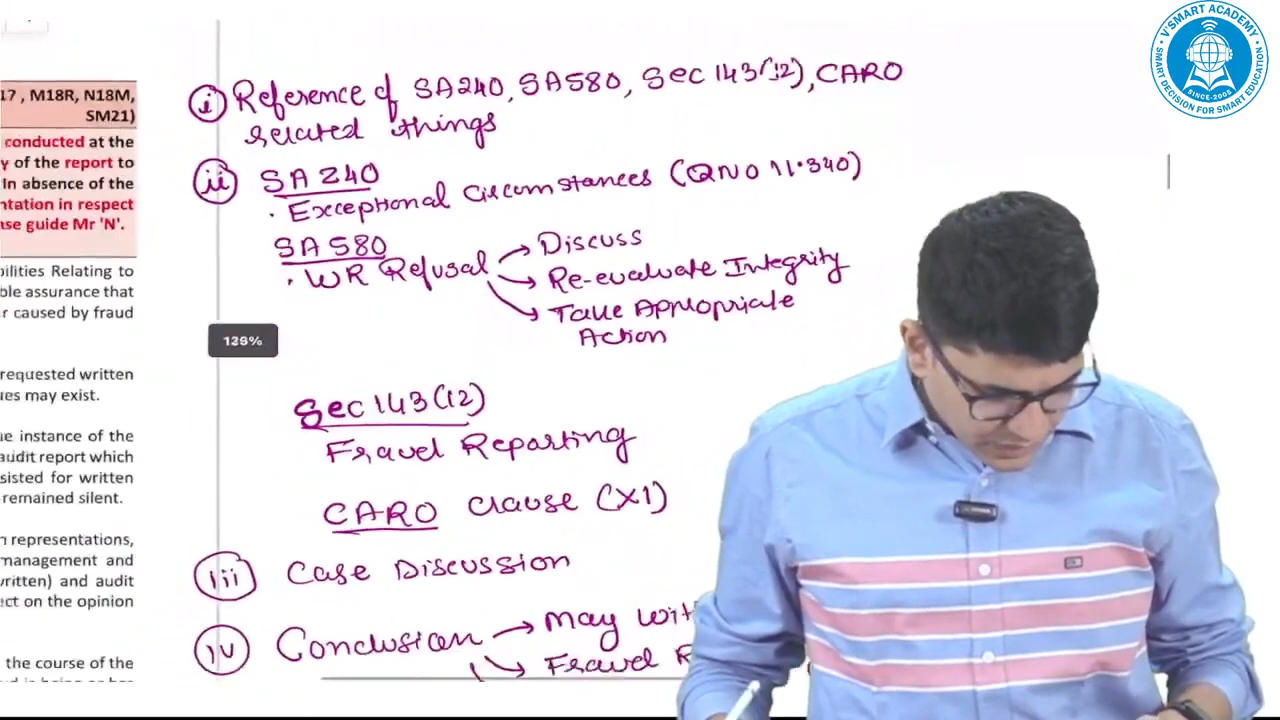 V'SMART ACADEMY
SMART DECISION FOR SMART EDUCATION
SINCE-2005
17 , M18R, N18M,
SM21)
conducted at the
y of the report to
In absence of the
ntation in respect
ase guide Mr 'N'.
bilities Relating to
ble assurance that
r caused by fraud
requested written
ues may exist.
ue instance of the
audit report which
sisted for written
remained silent.
n representations,
management and
written) and audit
ect on the opinion
the course of the
i) Reference of SA240, SA580, Sec 143(12), CARO
related things
ii) SA 240
. Exceptional Circumstances (QNO 11.340)
SA 580
. WR Refusal → Discuss
→ Re-evaluate Integrity
→ Take Appropriate
Action
129%
Sec 143(12)
Fraud Reporting
CARO Clause (XI)
iii) Case Discussion
iv) Conclusion → May With
→ Fraud R